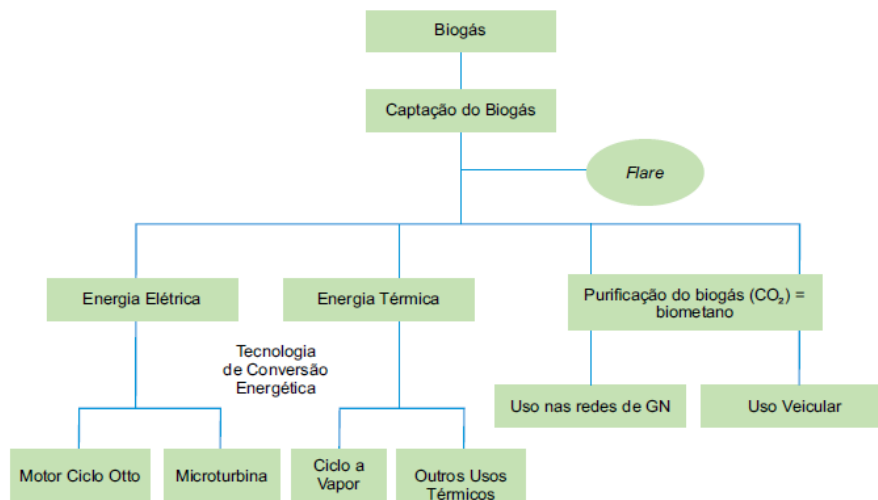 Biogás
Captação do Biogás
Flare
Energia Elétrica
Energia Térmica
Purificação do biogás (CO₂) =
biometano
Tecnologia
de Conversão
Energética
Uso nas redes de GN
Uso Veicular
Motor Ciclo Otto
Microturbina
Ciclo a
Vapor
Outros Usos
Térmicos